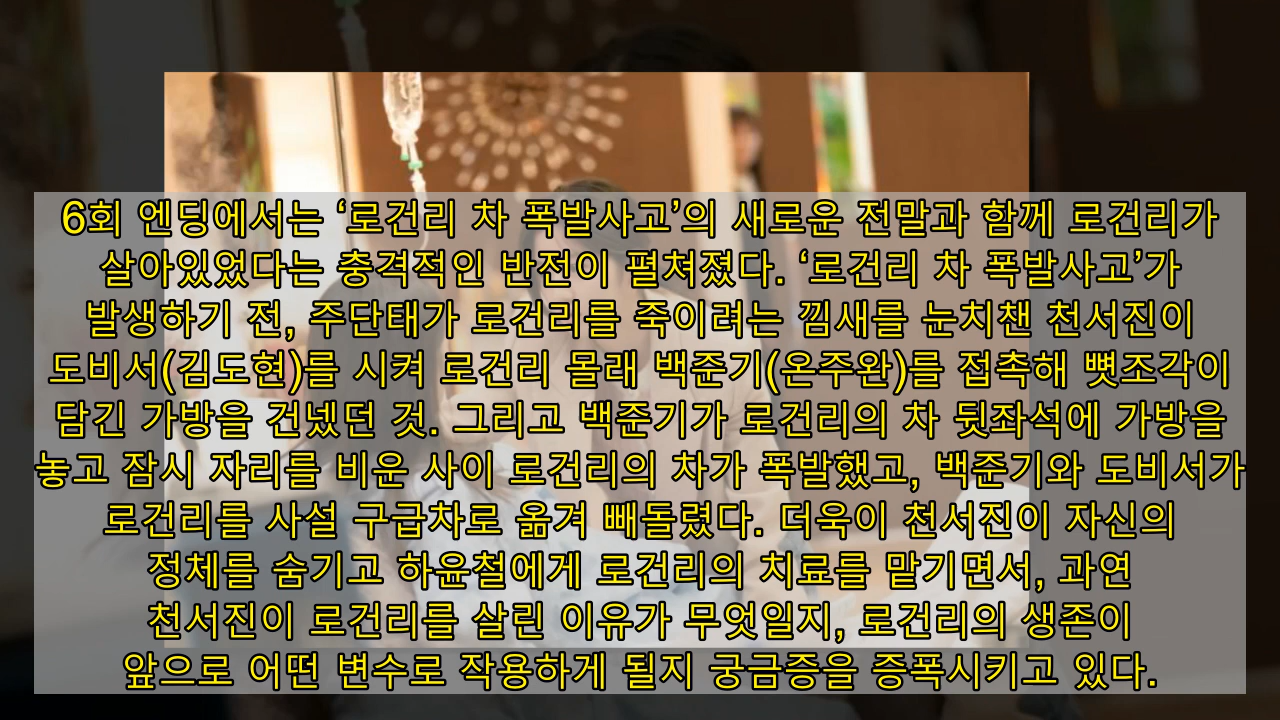 6회 엔딩에서는 ‘로건리 차 폭발사고’의 새로운 전말과 함께 로건리가
살아있었다는 충격적인 반전이 펼쳐졌다. ‘로건리 차 폭발사고’가
발생하기 전, 주단태가 로건리를 죽이려는 낌새를 눈치챈 천서진이
도비서(김도현)를 시켜 로건리 몰래 백준기(온주완)를 접촉해 뼛조각이
담긴 가방을 건넸던 것. 그리고 백준기가 로건리의 차 뒷좌석에 가방을
놓고 잠시 자리를 비운 사이 로건리의 차가 폭발했고, 백준기와 도비서가
로건리를 사설 구급차로 옮겨 빼돌렸다. 더욱이 천서진이 자신의
정체를 숨기고 하윤철에게 로건리의 치료를 맡기면서, 과연
천서진이 로건리를 살린 이유가 무엇일지, 로건리의 생존이
앞으로 어떤 변수로 작용하게 될지 궁금증을 증폭시키고 있다.